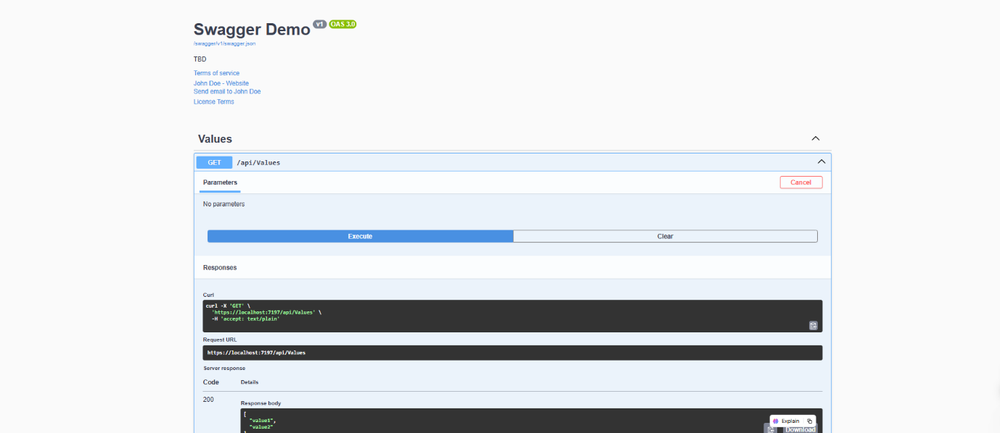 Swagger Demo v1 OAS 3.0
/swagger/v1/swagger.json
TBD
Terms of service
John Doe - Website
Send email to John Doe
License Terms
Values
GET /api/Values
Parameters
Cancel
No parameters
Execute
Clear
Responses
Curl
curl -X 'GET' \
'https://localhost:7197/api/Values' \
-H 'accept: text/plain'
Request URL
https://localhost:7197/api/Values
Server response
Code Details
200
Response body
[
"value1",
"value2"
Explain
Download